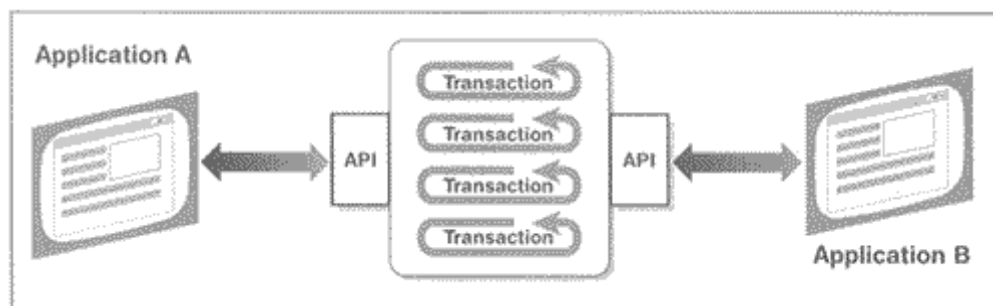 Application A
Transaction
Transaction
API
API
Transaction
Transaction
Application B